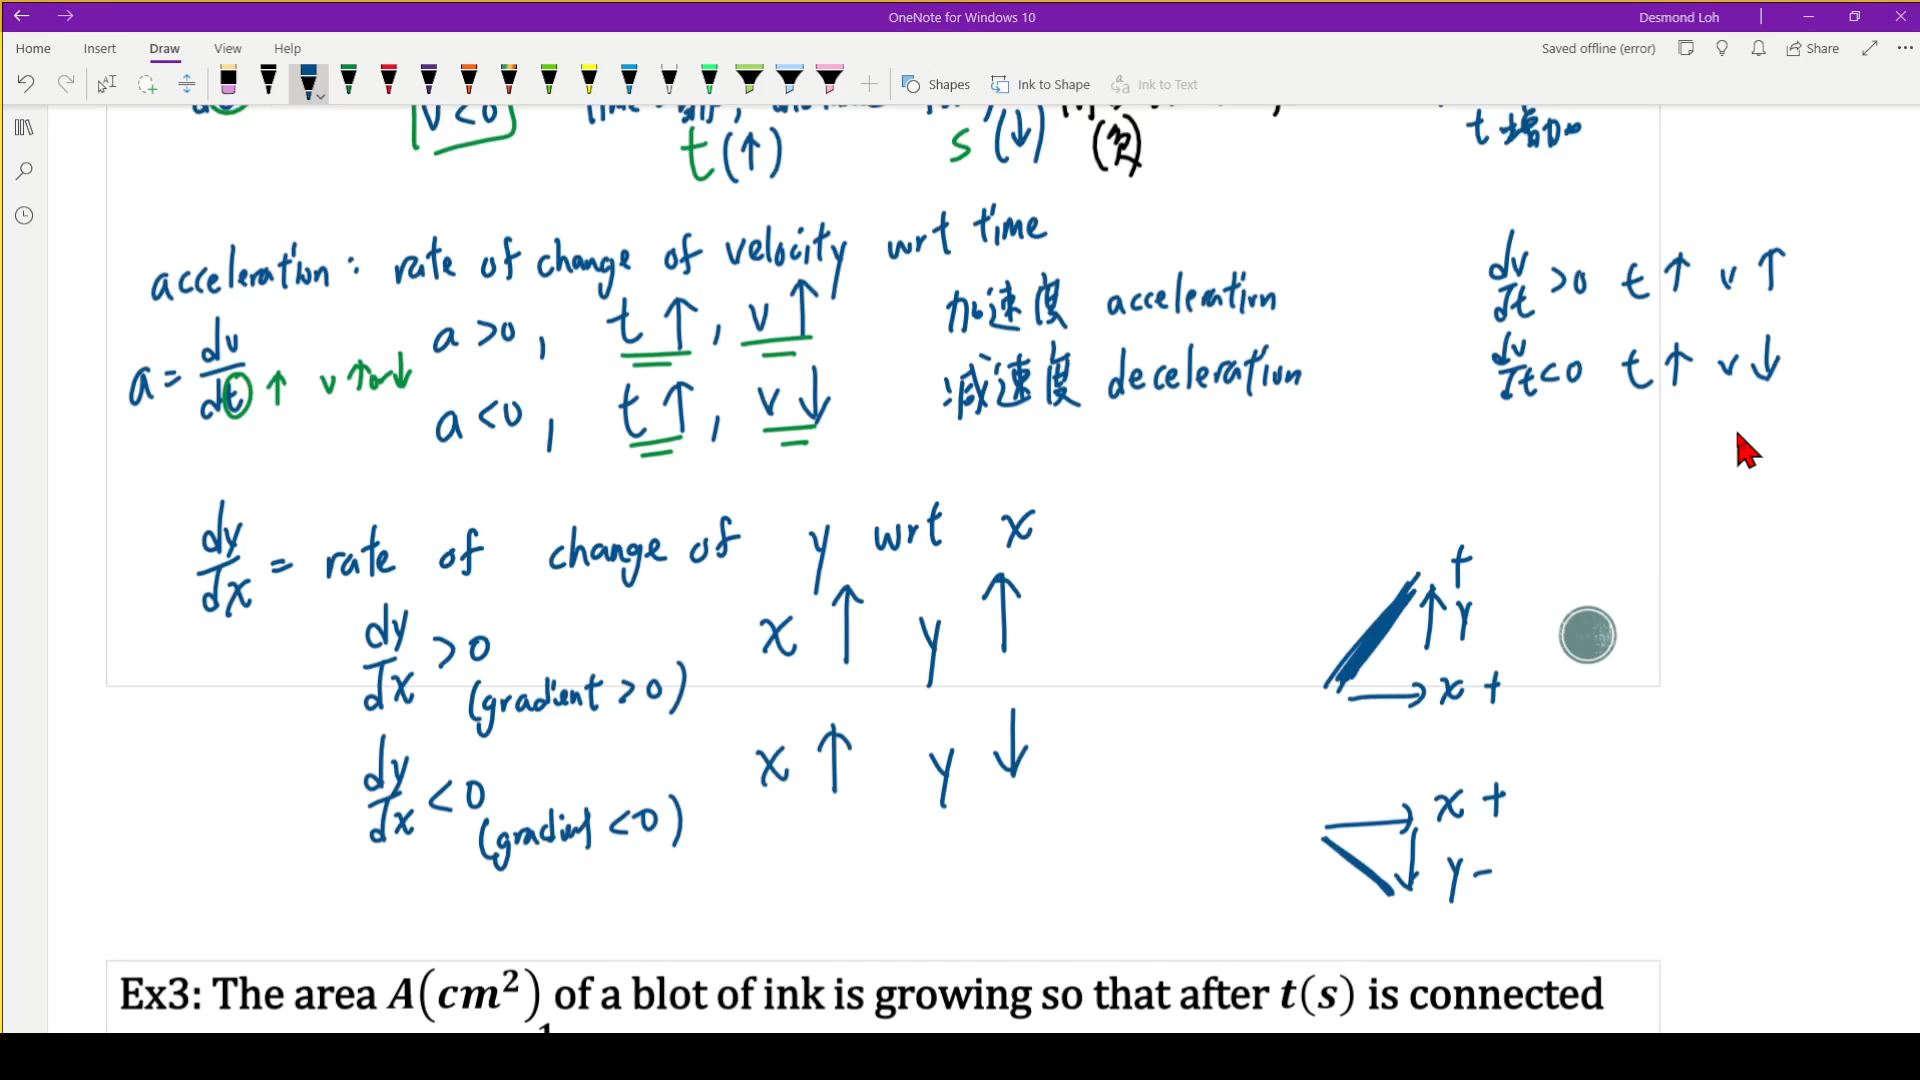 OneNote for Windows 10
Desmond Loh
Home Insert Draw View Help
Saved offline (error) Share
Shapes Ink to Shape Ink to Text
v < 0
t (↑) s (↓) (負) t 增加
acceleration : rate of change of velocity wrt time
a = dv/dt ↑ v ↑ or ↓
a > 0 , t ↑ , v ↑ 加速度 acceleration
a < 0 , t ↑ , v ↓ 減速度 deceleration
dv/dt > 0 t ↑ v ↑
dv/dt < 0 t ↑ v ↓
dy/dx = rate of change of y wrt x
dy/dx > 0 x ↑ y ↑
(gradient > 0)
dy/dx < 0 x ↑ y ↓
(gradient < 0)
+
↑ y
→ x +
→ x +
↓ y -
Ex3: The area A(cm²) of a blot of ink is growing so that after t(s) is connected